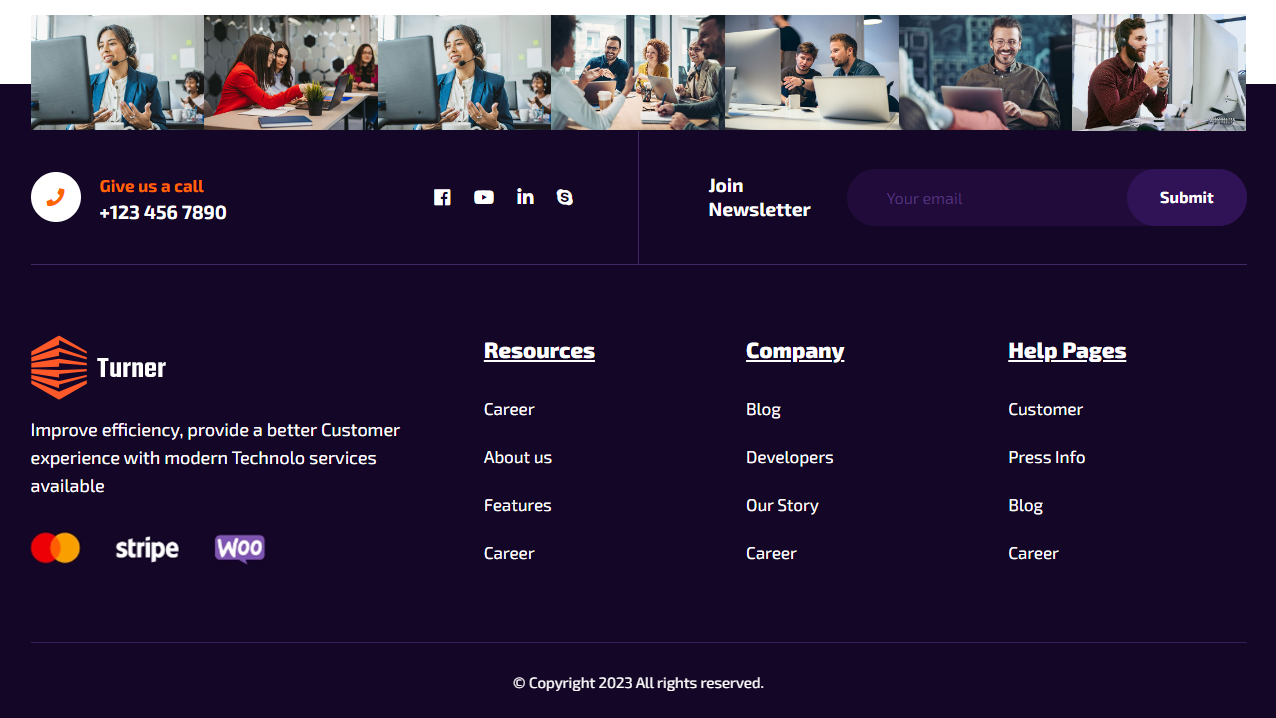 Give us a call
+123 456 7890
Join
Newsletter
Your email
Submit
Turner
Improve efficiency, provide a better Customer
experience with modern Technolo services
available
stripe
WOO
Resources
Career
About us
Features
Career
Company
Blog
Developers
Our Story
Career
Help Pages
Customer
Press Info
Blog
Career
© Copyright 2023 All rights reserved.